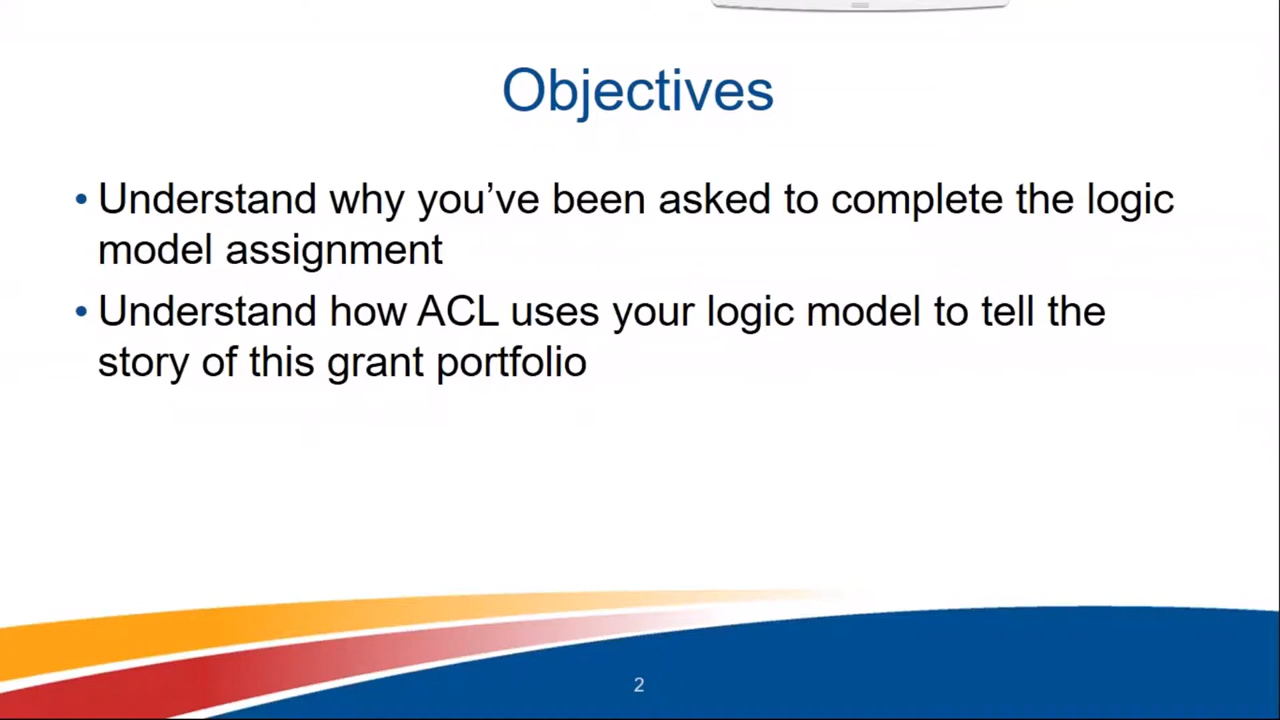 Objectives
• Understand why you’ve been asked to complete the logic
model assignment
• Understand how ACL uses your logic model to tell the
story of this grant portfolio
2